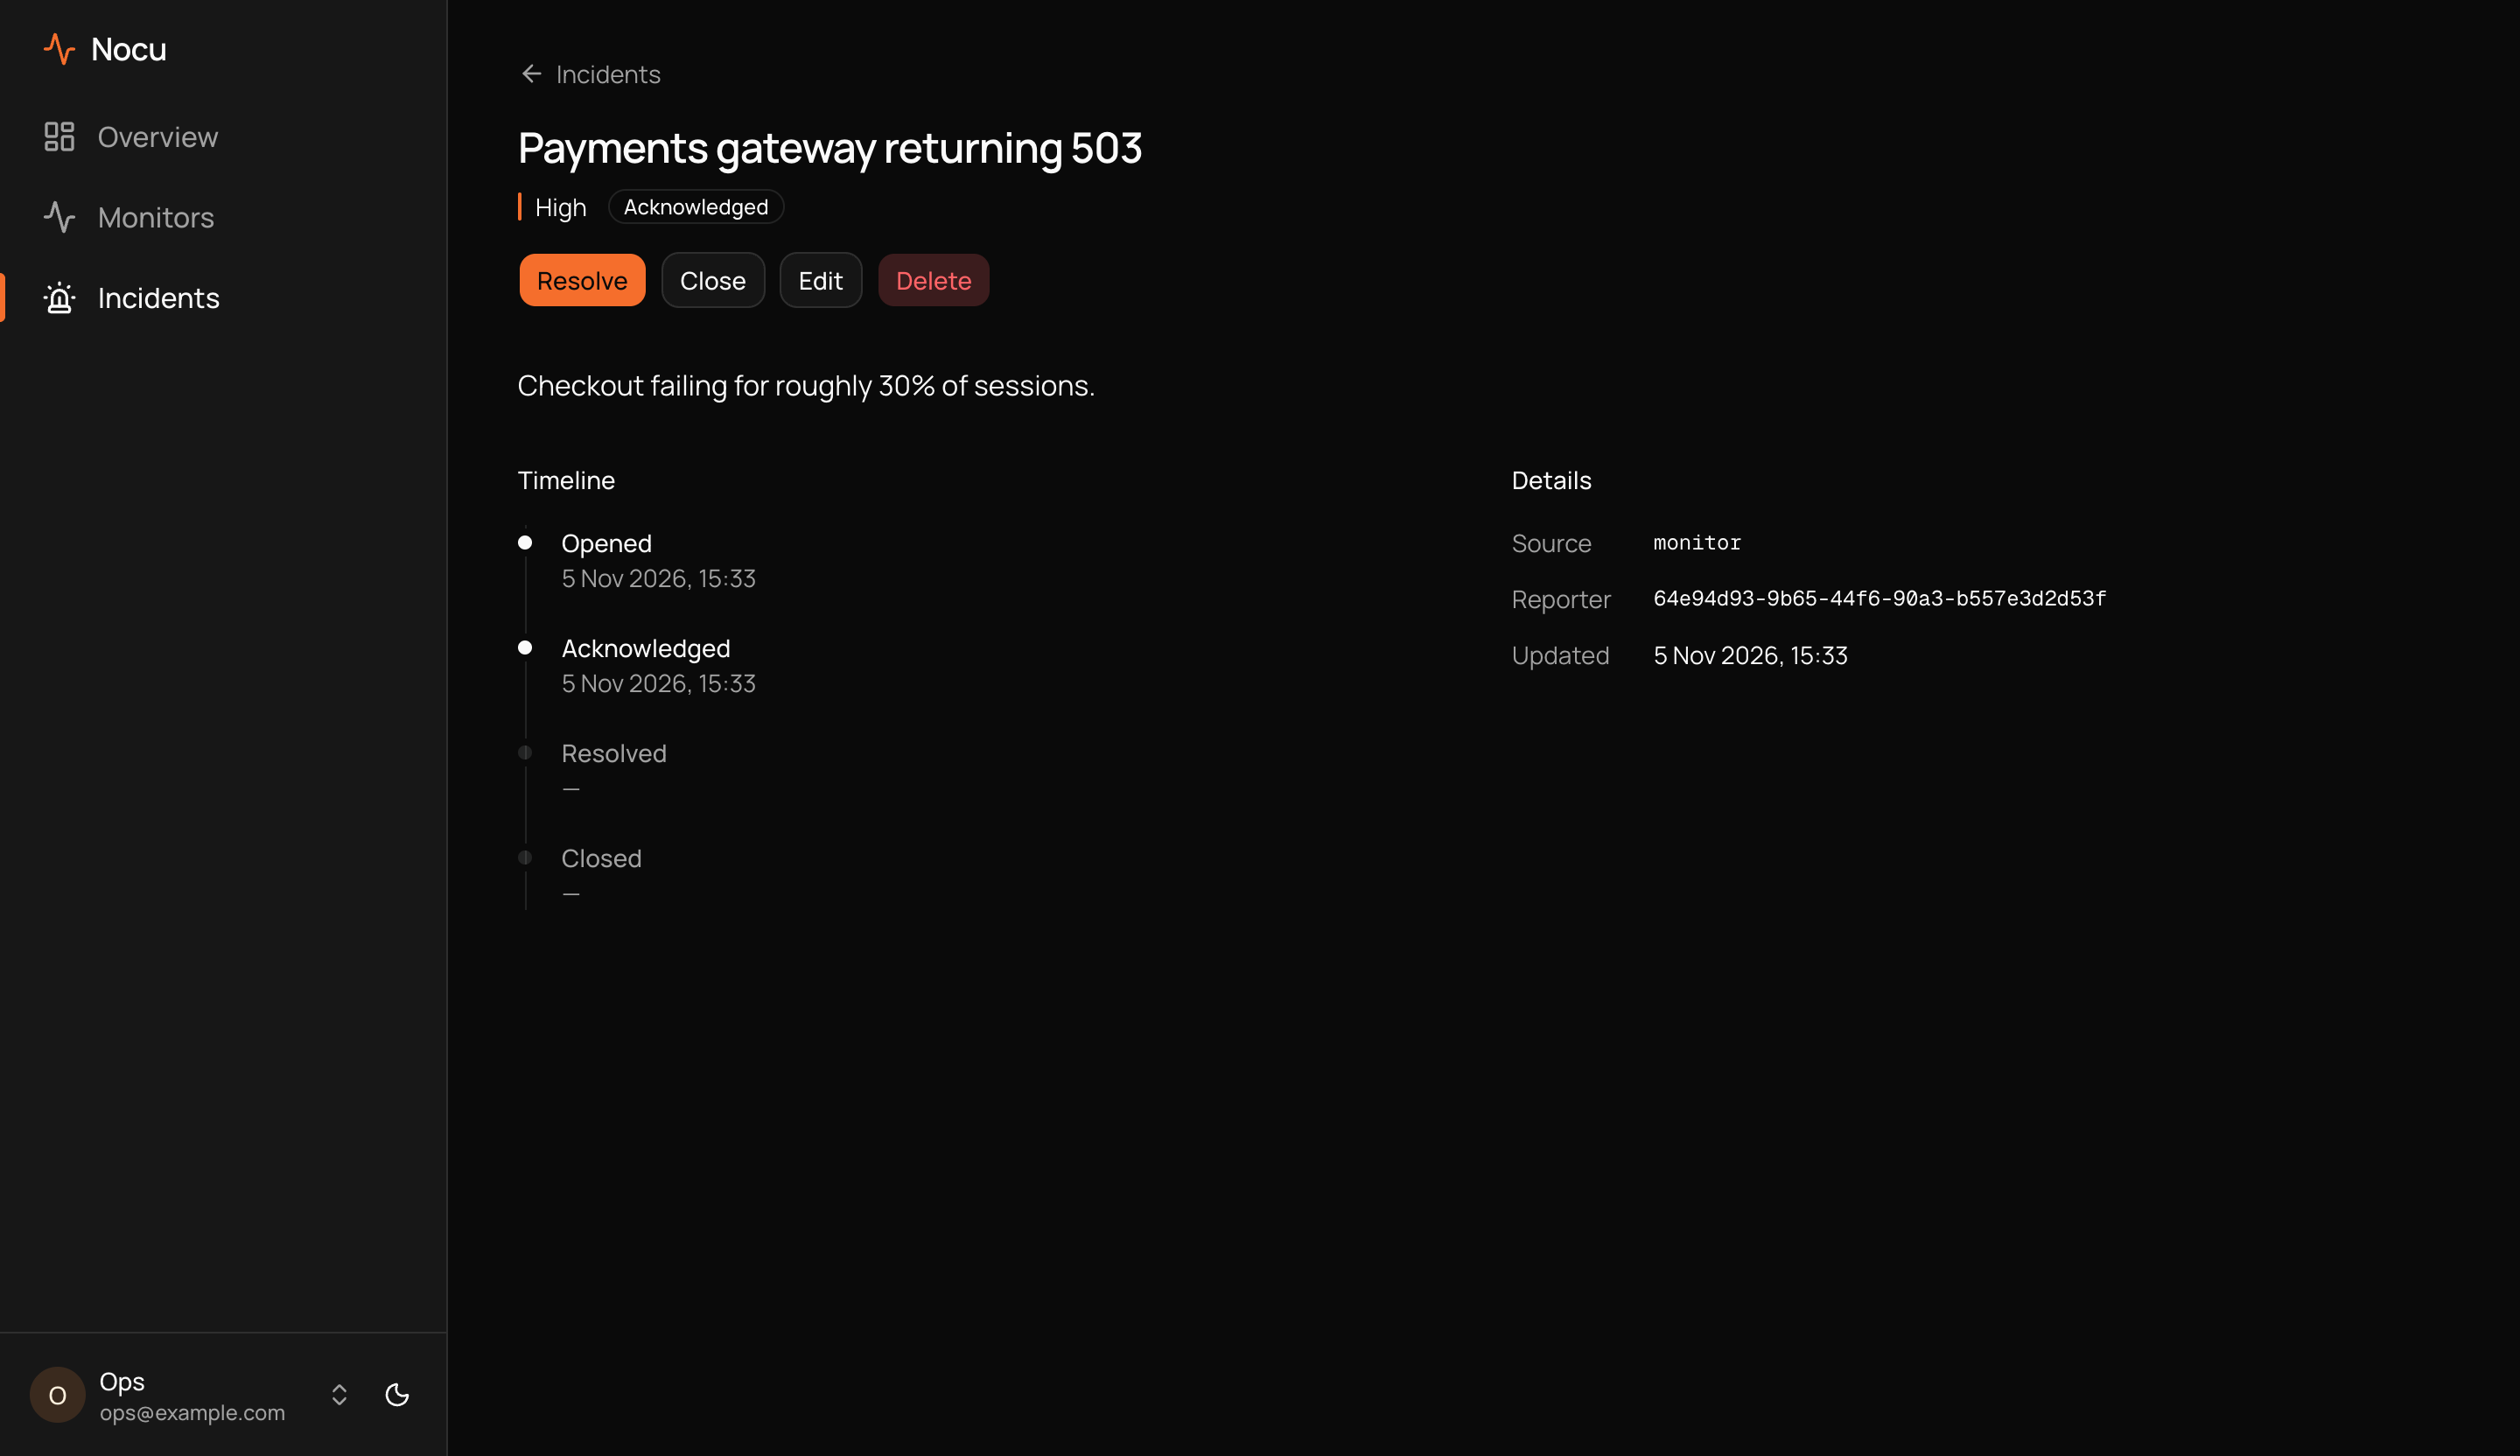 Nocu
Overview
Monitors
Incidents
Ops
ops@example.com
Incidents
Payments gateway returning 503
High
Acknowledged
Resolve
Close
Edit
Delete
Checkout failing for roughly 30% of sessions.
Timeline
Opened
5 Nov 2026, 15:33
Acknowledged
5 Nov 2026, 15:33
Resolved
—
Closed
—
Details
Source monitor
Reporter 64e94d93-9b65-44f6-90a3-b557e3d2d53f
Updated 5 Nov 2026, 15:33
O